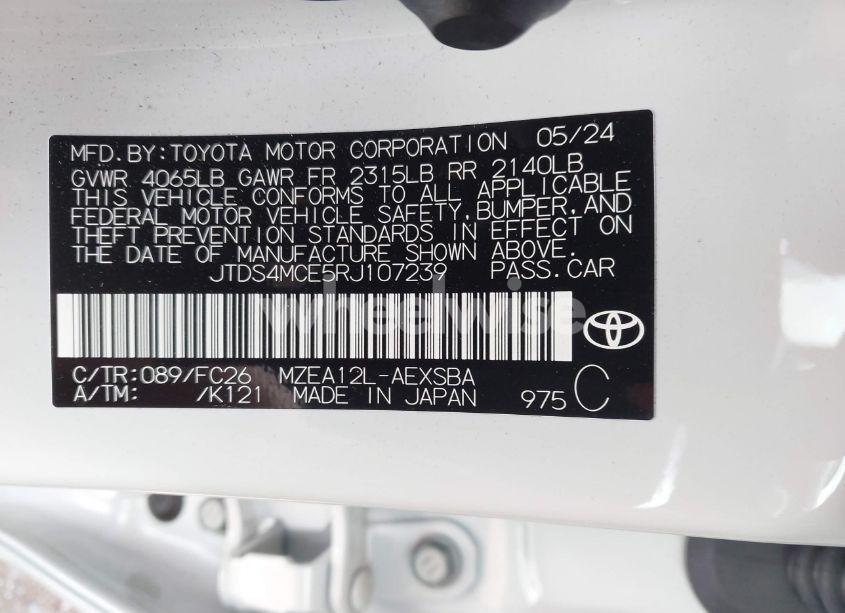 MFD. BY: TOYOTA MOTOR CORPORATION 05/24
GVWR 4065LB GAWR FR 2315LB RR 2140LB
THIS VEHICLE CONFORMS TO ALL APPLICABLE
FEDERAL MOTOR VEHICLE SAFETY, BUMPER, AND
THEFT PREVENTION STANDARDS IN EFFECT ON
THE DATE OF MANUFACTURE SHOWN ABOVE.
JTDS4MCE5RJ107239 PASS. CAR
wheelwise
C/TR: 089/FC26 MZEA12L-AEXSBA
A/TM: /K121 MADE IN JAPAN 975 C